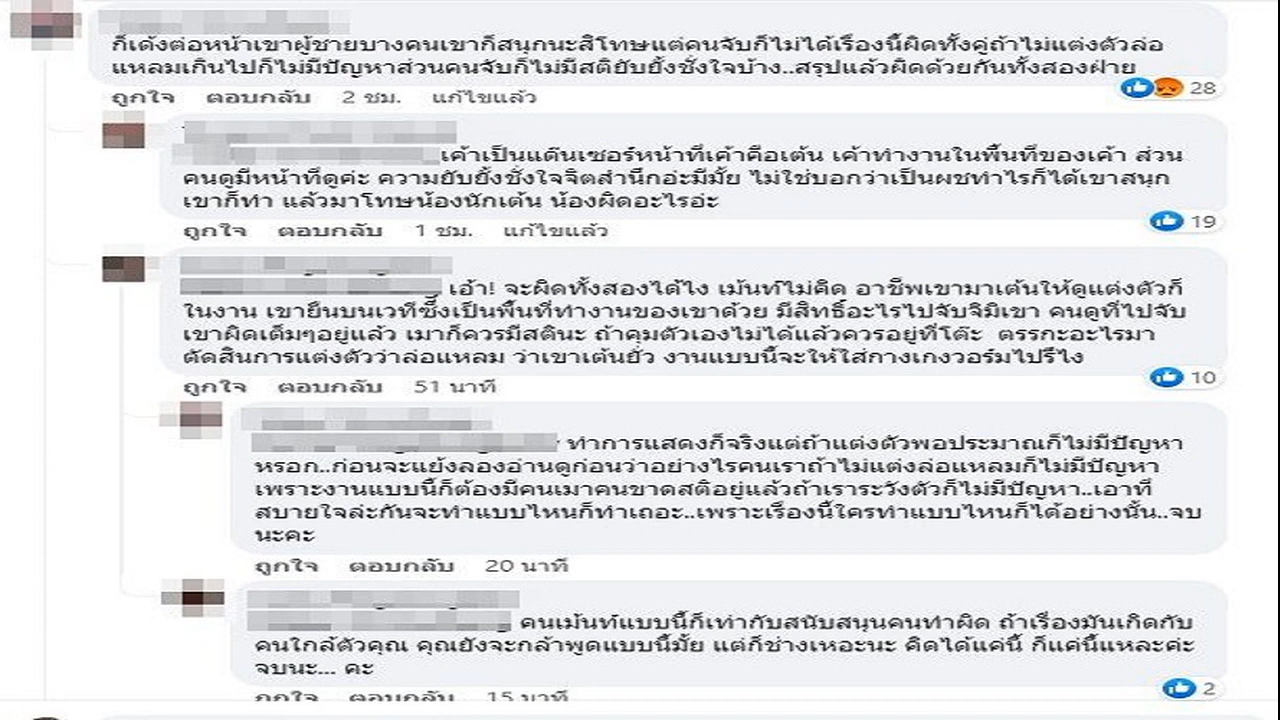 ก็เด้งต่อหน้าเขาผู้ชายบางคนเขาก็สนุกนะสิโทษแต่คนจับก็ไม่ได้เรื่องนี้ผิดทั้งคู่ถ้าไม่แต่งตัวล่อ
แหลมเกินไปก็ไม่มีปัญหาส่วนคนจับก็ไม่มีสติยับยั้งชั่งใจบ้าง..สรุปแล้วผิดด้วยกันทั้งสองฝ่าย
28
ถูกใจ ตอบกลับ 2 ชม. แก้ไขแล้ว
เค้าเป็นแด๊นเซอร์หน้าที่เค้าคือเต้น เค้าทำงานในพื้นที่ของเค้า ส่วน
คนดูมีหน้าที่ดูค่ะ ความยับยั้งชั่งใจจิตสำนึกอ่ะมีมั้ย ไม่ใช่บอกว่าเป็นผชทำไรก็ได้เขาสนุก
เขาก็ทำ แล้วมาโทษน้องนักเต้น น้องผิดอะไรอ่ะ
19
ถูกใจ ตอบกลับ 1 ชม. แก้ไขแล้ว
เอ้า! จะผิดทั้งสองได้ไง เม้นท์ไม่คิด อาชีพเขามาเต้นให้ดูแต่งตัวก็
ในงาน เขายืนบนเวทีซึ่งเป็นพื้นที่ทำงานของเขาด้วย มีสิทธิ์อะไรไปจับจิมิเขา คนดูที่ไปจับ
เขาผิดเต็มๆอยู่แล้ว เมาก็ควรมีสตินะ ถ้าคุมตัวเองไม่ได้แล้วควรอยู่ที่โต๊ะ ตรรกะอะไรมา
ตัดสินการแต่งตัวว่าล่อแหลม ว่าเขาเต้นยั่ว งานแบบนี้จะให้ใส่กางเกงวอร์มไปรึไง
10
ถูกใจ ตอบกลับ 51 นาที
ทำการแสดงก็จริงแต่ถ้าแต่งตัวพอประมาณก็ไม่มีปัญหา
หรอก..ก่อนจะแย้งลองอ่านดูก่อนว่าอย่างไรคนเราถ้าไม่แต่งล่อแหลมก็ไม่มีปัญหา
เพราะงานแบบนี้ก็ต้องมีคนเมาคนขาดสติอยู่แล้วถ้าเราระวังตัวก็ไม่มีปัญหา..เอาที่
สบายใจล่ะกันจะทำแบบไหนก็ทำเถอะ..เพราะเรื่องนี้ใครทำแบบไหนก็ได้อย่างนั้น..จบ
นะคะ
ถูกใจ ตอบกลับ 20 นาที
คนเม้นท์แบบนี้ก็เท่ากับสนับสนุนคนทำผิด ถ้าเรื่องมันเกิดกับ
คนใกล้ตัวคุณ คุณยังจะกล้าพูดแบบนี้มั้ย แต่ก็ช่างเหอะนะ คิดได้แค่นี้ ก็แค่นี้แหละค่ะ
จบนะ... คะ
2
ถูกใจ ตอบกลับ 15 นาที